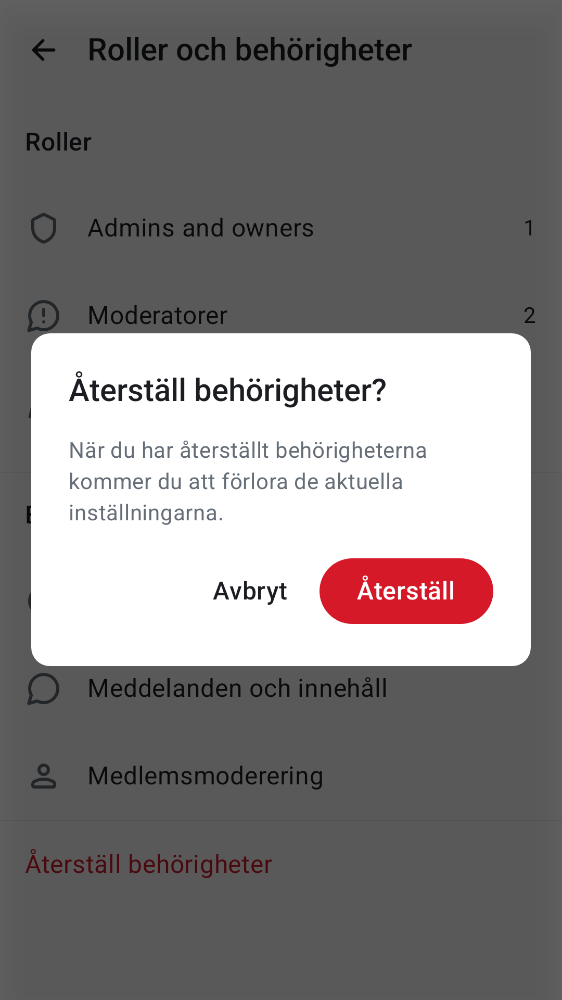 Roller och behörigheter
Roller
Admins and owners
1
Moderatorer
2
Återställ behörigheter?
När du har återställt behörigheterna
kommer du att förlora de aktuella
inställningarna.
Avbryt
Återställ
Meddelanden och innehåll
Medlemsmoderering
Återställ behörigheter